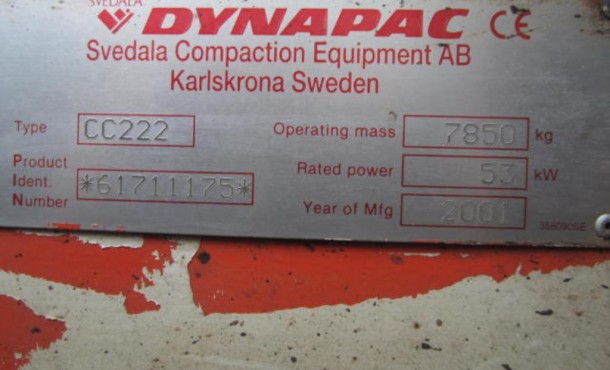 SVEDALA
DYNAPAC CE
Svedala Compaction Equipment AB
Karlskrona Sweden
Type CC222 Operating mass 7850 kg
Product Ident. Number *61711175* Rated power 53 kW
Year of Mfg 2001
356090SE